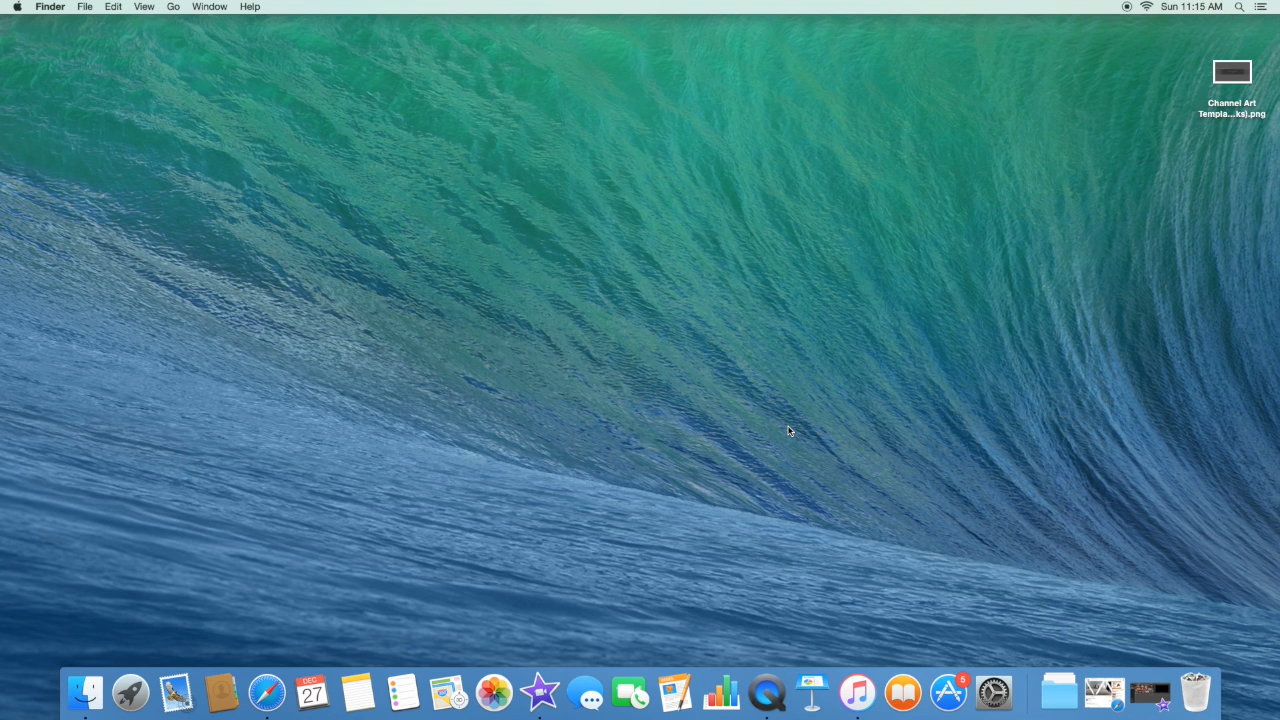 Finder File Edit View Go Window Help Sun 11:15 AM
Channel Art
Templa...ks).png
DEC
27
5